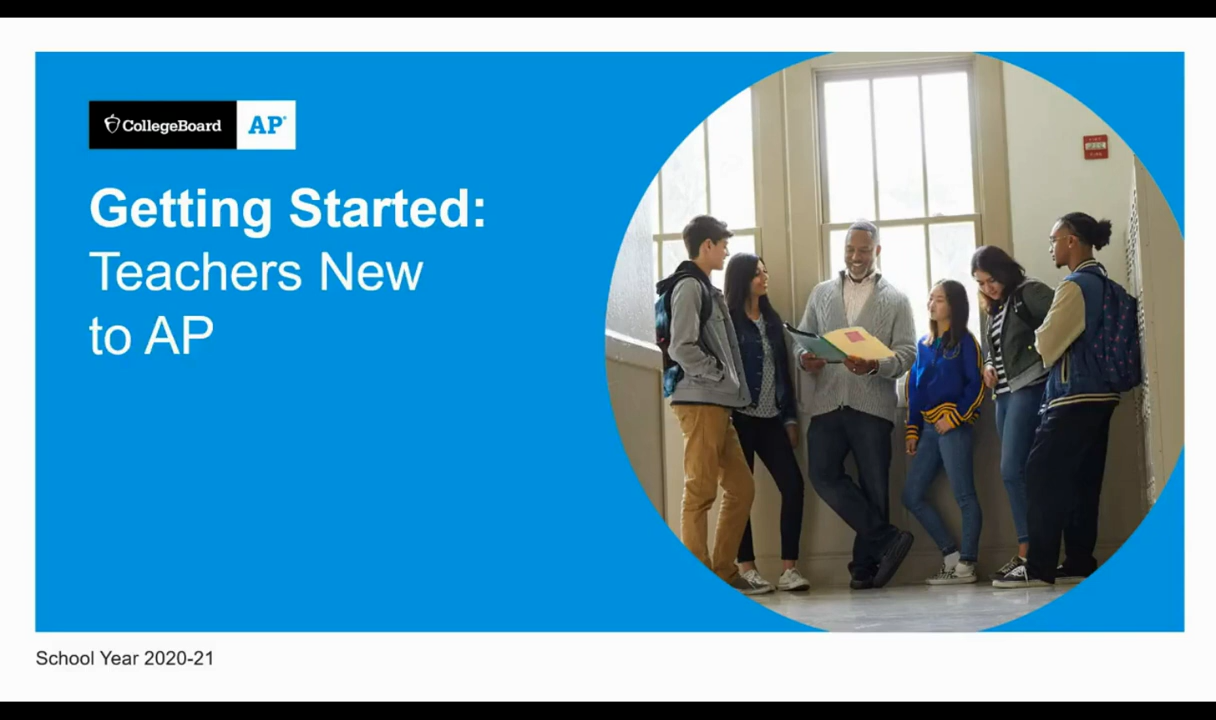 CollegeBoard AP
Getting Started:
Teachers New
to AP
School Year 2020-21